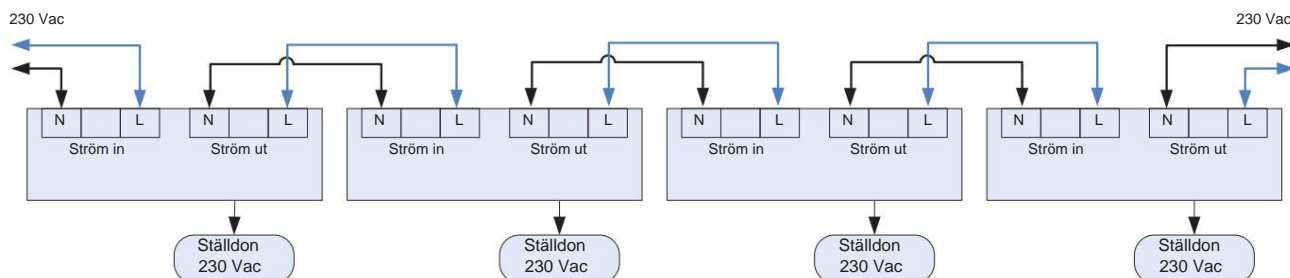 230 Vac 230 Vac
N L N L N L N L N L N L N L N L
Ström in Ström ut Ström in Ström ut Ström in Ström ut Ström in Ström ut
Ställdon Ställdon Ställdon Ställdon
230 Vac 230 Vac 230 Vac 230 Vac